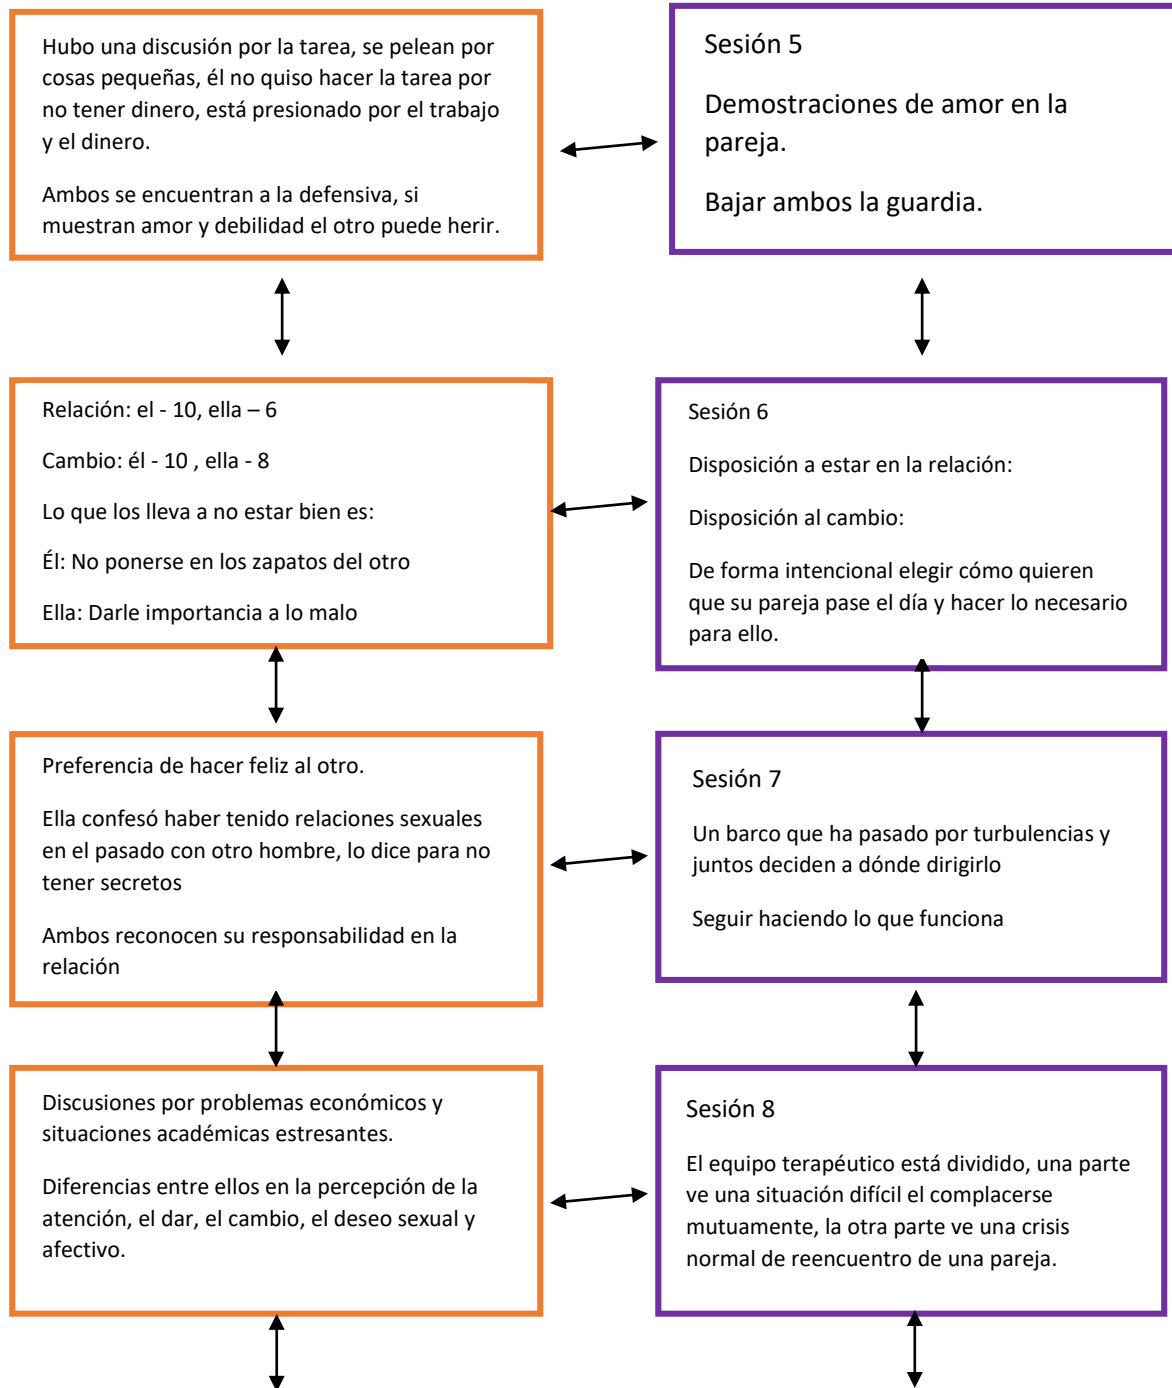 Hubo una discusión por la tarea, se pelean por
cosas pequeñas, él no quiso hacer la tarea por
no tener dinero, está presionado por el trabajo
y el dinero.
Ambos se encuentran a la defensiva, si
muestran amor y debilidad el otro puede herir.
Sesión 5
Demostraciones de amor en la
pareja.
Bajar ambos la guardia.
Relación: el - 10, ella – 6
Cambio: él - 10 , ella - 8
Lo que los lleva a no estar bien es:
Él: No ponerse en los zapatos del otro
Ella: Darle importancia a lo malo
Sesión 6
Disposición a estar en la relación:
Disposición al cambio:
De forma intencional elegir cómo quieren
que su pareja pase el día y hacer lo necesario
para ello.
Preferencia de hacer feliz al otro.
Ella confesó haber tenido relaciones sexuales
en el pasado con otro hombre, lo dice para no
tener secretos
Ambos reconocen su responsabilidad en la
relación
Sesión 7
Un barco que ha pasado por turbulencias y
juntos deciden a dónde dirigirlo
Seguir haciendo lo que funciona
Discusiones por problemas económicos y
situaciones académicas estresantes.
Diferencias entre ellos en la percepción de la
atención, el dar, el cambio, el deseo sexual y
afectivo.
Sesión 8
El equipo terapéutico está dividido, una parte
ve una situación difícil el complacerse
mutuamente, la otra parte ve una crisis
normal de reencuentro de una pareja.